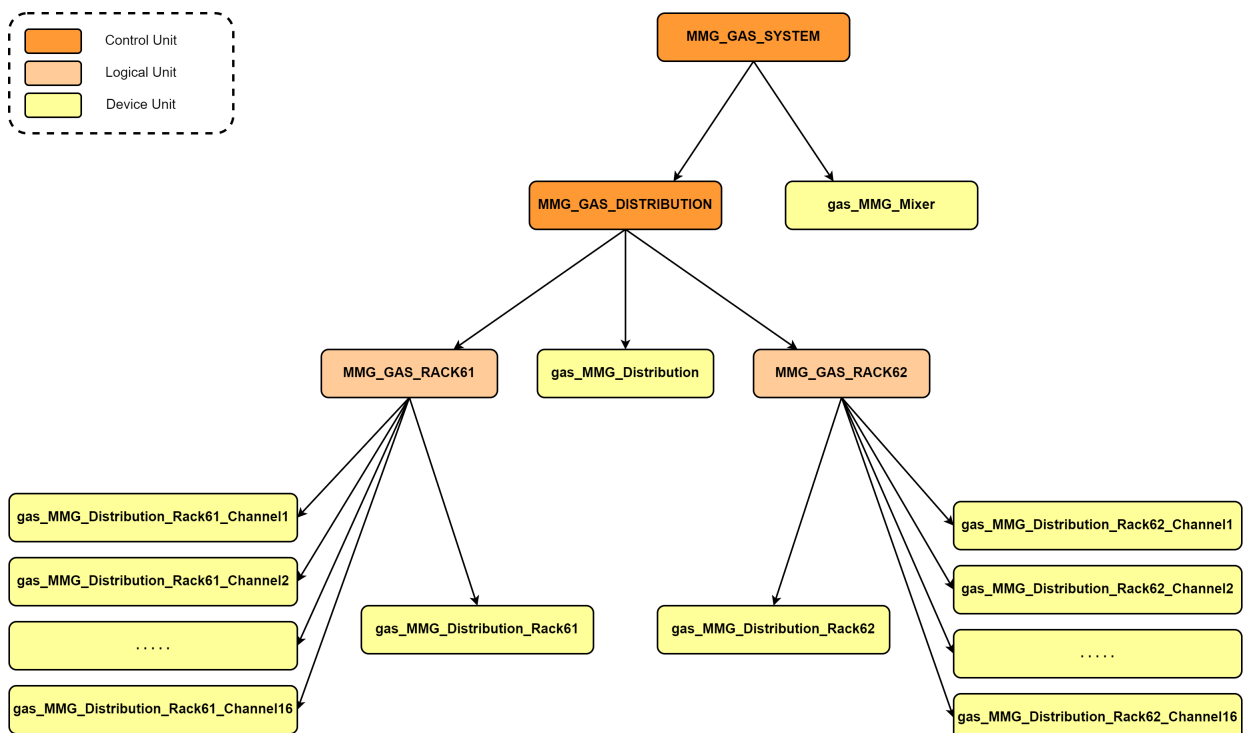 Control Unit
Logical Unit
Device Unit
MMG_GAS_SYSTEM
MMG_GAS_DISTRIBUTION
gas_MMG_Mixer
MMG_GAS_RACK61
gas_MMG_Distribution
MMG_GAS_RACK62
gas_MMG_Distribution_Rack61_Channel1
gas_MMG_Distribution_Rack61_Channel2
. . . . .
gas_MMG_Distribution_Rack61_Channel16
gas_MMG_Distribution_Rack61
gas_MMG_Distribution_Rack62
gas_MMG_Distribution_Rack62_Channel1
gas_MMG_Distribution_Rack62_Channel2
. . . . .
gas_MMG_Distribution_Rack62_Channel16